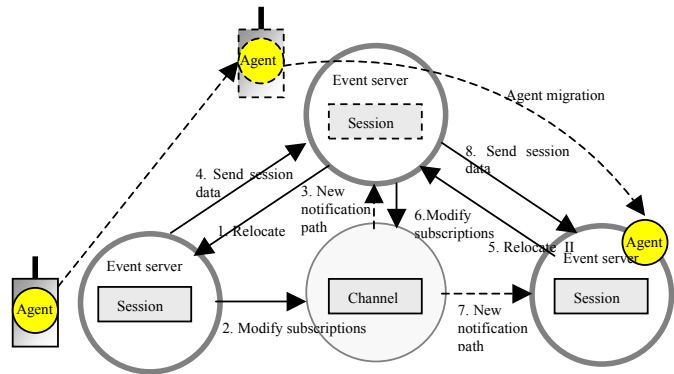 Agent
Event server
Agent migration
Session
4. Send session
data
8. Send session
data
3. New
notification
path
1. Relocate
6.Modify
subscriptions
5. Relocate II
Agent
Event server
Event server
Agent
Session
Channel
Session
2. Modify subscriptions
7. New
notification
path